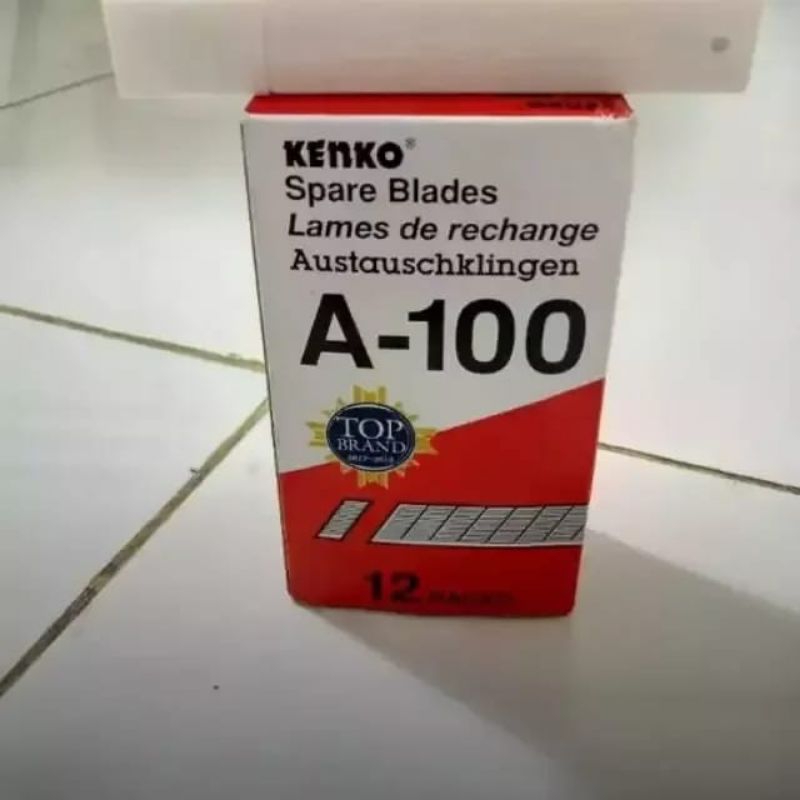 KENKO®
Spare Blades
Lames de rechange
Austauschklingen
A-100
TOP
BRAND
12